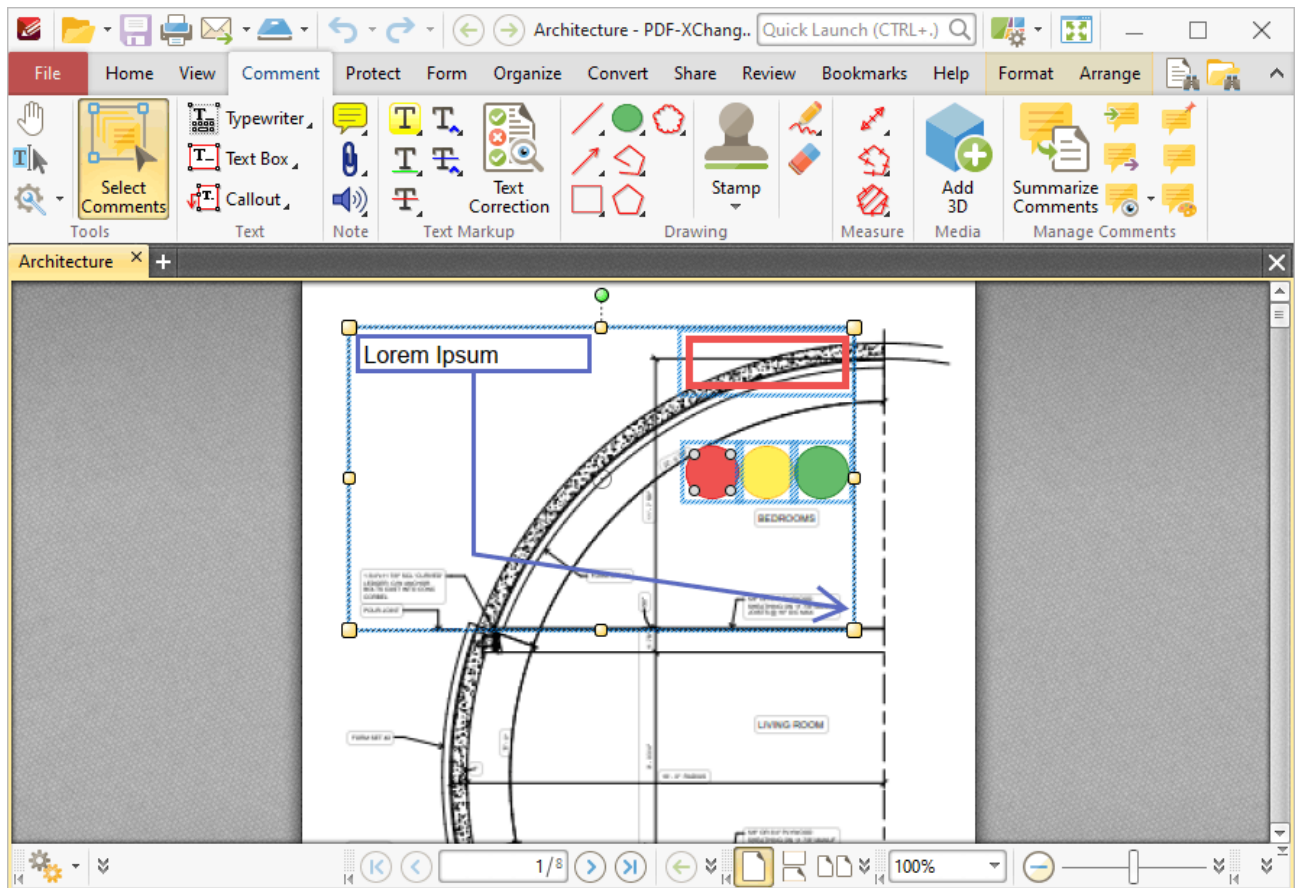 Architecture - PDF-XChang.. Quick Launch (CTRL+.)
File Home View Comment Protect Form Organize Convert Share Review Bookmarks Help Format Arrange
Typewriter
Text Box
Callout
Select Comments
Text Correction
Stamp
Add 3D
Summarize Comments
Tools Text Note Text Markup Drawing Measure Media Manage Comments
Architecture
Lorem Ipsum
BEDROOMS
POUR JOINT
LIVING ROOM
1/8 100%